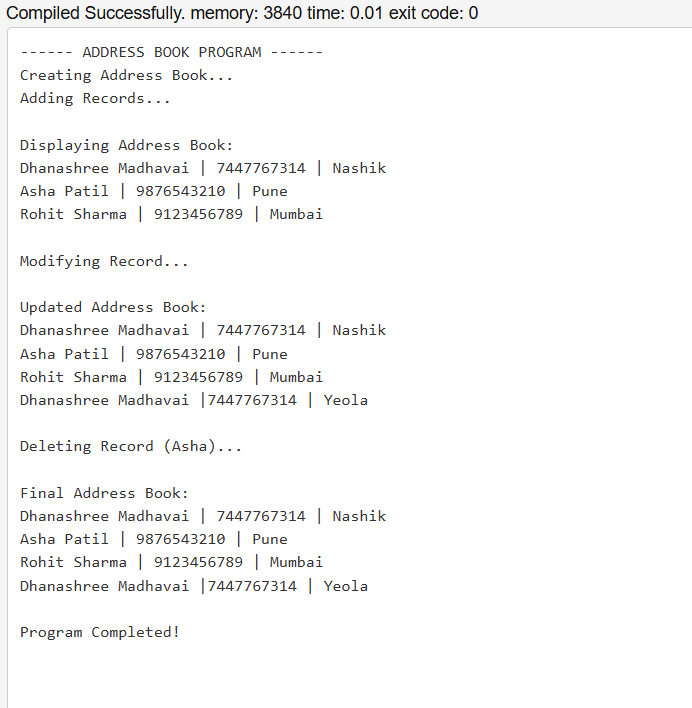 Compiled Successfully. memory: 3840 time: 0.01 exit code: 0
------ ADDRESS BOOK PROGRAM ------
Creating Address Book...
Adding Records...
Displaying Address Book:
Dhanashree Madhavai | 7447767314 | Nashik
Asha Patil | 9876543210 | Pune
Rohit Sharma | 9123456789 | Mumbai
Modifying Record...
Updated Address Book:
Dhanashree Madhavai | 7447767314 | Nashik
Asha Patil | 9876543210 | Pune
Rohit Sharma | 9123456789 | Mumbai
Dhanashree Madhavai |7447767314 | Yeola
Deleting Record (Asha)...
Final Address Book:
Dhanashree Madhavai | 7447767314 | Nashik
Asha Patil | 9876543210 | Pune
Rohit Sharma | 9123456789 | Mumbai
Dhanashree Madhavai |7447767314 | Yeola
Program Completed!